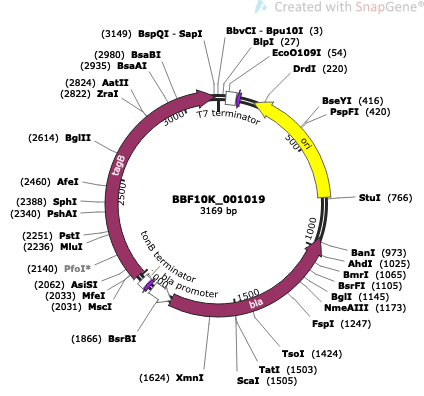 Created with SnapGene®
(3149) BspQI - SapI
BbvCI - Bpu10I (3)
BlpI (27)
EcoO109I (54)
DrdI (220)
BseYI (416)
PspFI (420)
StuI (766)
BanI (973)
AhdI (1025)
BmrI (1065)
BsrFI (1105)
BglI (1145)
NmeAIII (1173)
FspI (1247)
TsoI (1424)
TatI (1503)
ScaI (1505)
(1624) XmnI
(1866) BsrBI
(2031) MscI
(2033) MfeI
(2062) AsiSI
(2140) PfoI*
(2236) MluI
(2251) PstI
(2340) PshAI
(2388) SphI
(2460) AfeI
(2614) BglII
(2822) ZraI
(2824) AatII
(2935) BsaAI
(2980) BsaBI
T7 terminator
ori
bla
bla promoter
tonB terminator
tagB
500
1000
1500
2500
3000
BBF10K_001019
3169 bp